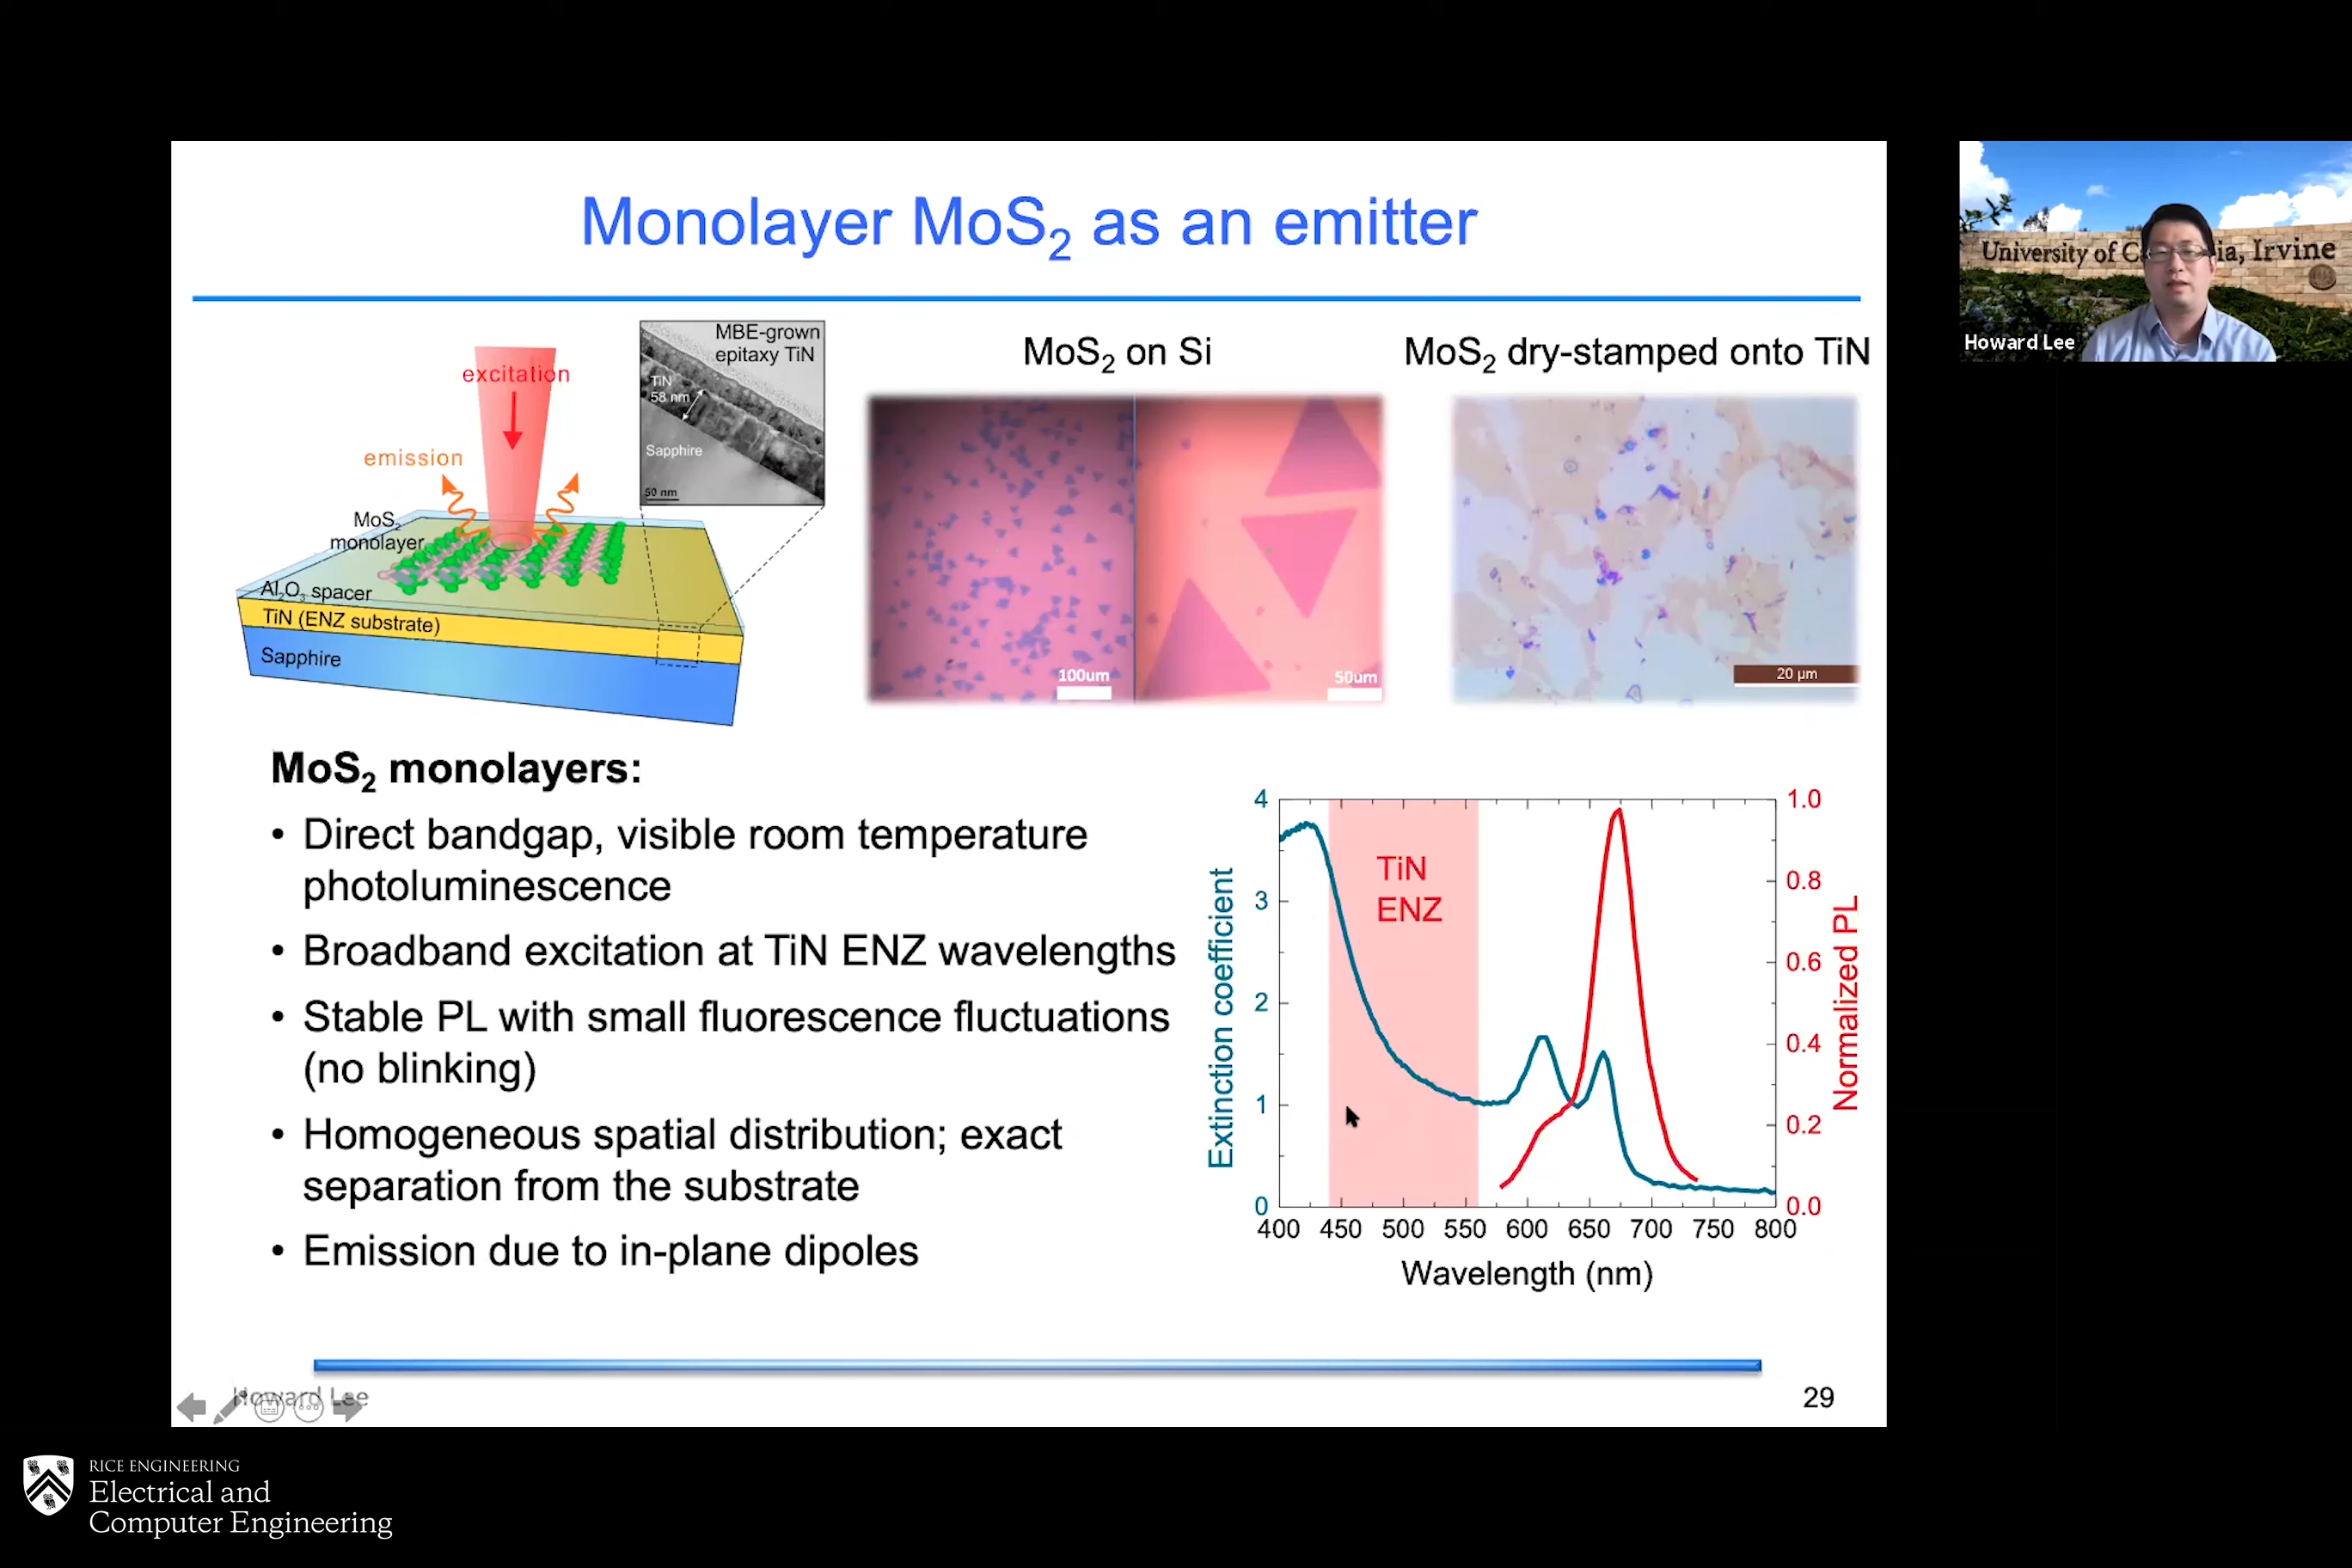 Monolayer MoS₂ as an emitter
excitation
emission
MoS₂
monolayer
Al₂O₃ spacer
TiN (ENZ substrate)
Sapphire
MBE-grown
epitaxy TiN
TiN
58 nm
Sapphire
50 nm
MoS₂ on Si
100um
50um
MoS₂ dry-stamped onto TiN
20 µm
University of C ia, Irvine
Howard Lee
MoS₂ monolayers:
• Direct bandgap, visible room temperature
photoluminescence
• Broadband excitation at TiN ENZ wavelengths
• Stable PL with small fluorescence fluctuations
(no blinking)
• Homogeneous spatial distribution; exact
separation from the substrate
• Emission due to in-plane dipoles
Extinction coefficient
4
3
2
1
0
TiN
ENZ
1.0
0.8
0.6
0.4
0.2
0.0
Normalized PL
400 450 500 550 600 650 700 750 800
Wavelength (nm)
Howard Lee
29
RICE ENGINEERING
Electrical and
Computer Engineering